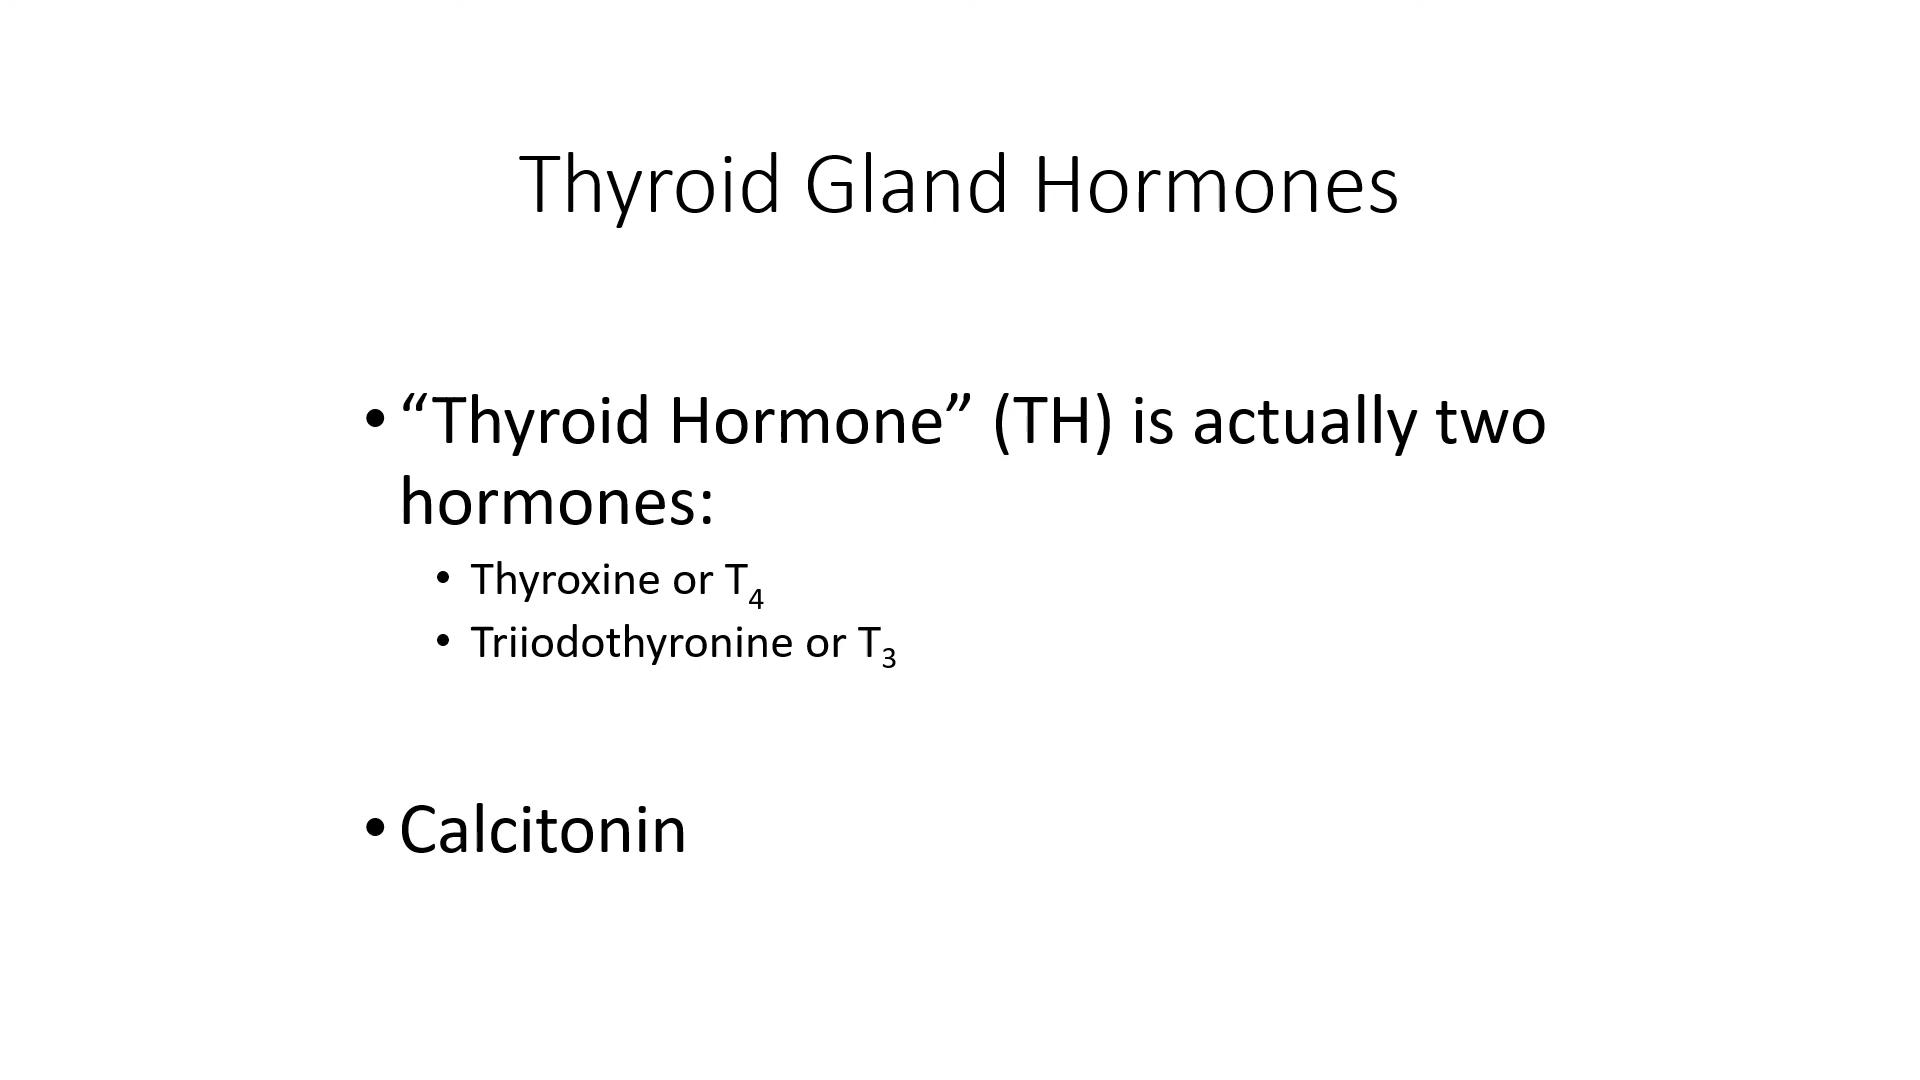 Thyroid Gland Hormones
• “Thyroid Hormone” (TH) is actually two
hormones:
• Thyroxine or T₄
• Triiodothyronine or T₃
• Calcitonin